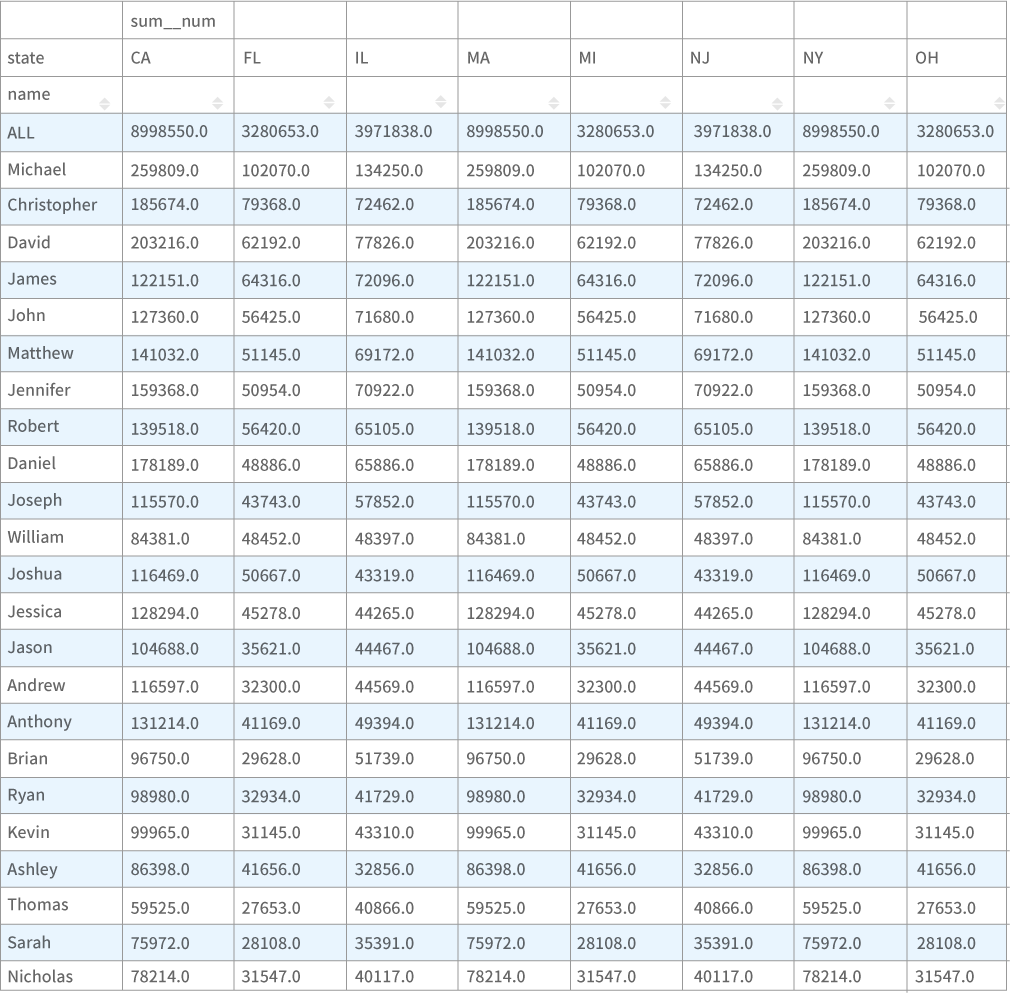 sum__num
state CA FL IL MA MI NJ NY OH
name
ALL 8998550.0 3280653.0 3971838.0 8998550.0 3280653.0 3971838.0 8998550.0 3280653.0
Michael 259809.0 102070.0 134250.0 259809.0 102070.0 134250.0 259809.0 102070.0
Christopher 185674.0 79368.0 72462.0 185674.0 79368.0 72462.0 185674.0 79368.0
David 203216.0 62192.0 77826.0 203216.0 62192.0 77826.0 203216.0 62192.0
James 122151.0 64316.0 72096.0 122151.0 64316.0 72096.0 122151.0 64316.0
John 127360.0 56425.0 71680.0 127360.0 56425.0 71680.0 127360.0 56425.0
Matthew 141032.0 51145.0 69172.0 141032.0 51145.0 69172.0 141032.0 51145.0
Jennifer 159368.0 50954.0 70922.0 159368.0 50954.0 70922.0 159368.0 50954.0
Robert 139518.0 56420.0 65105.0 139518.0 56420.0 65105.0 139518.0 56420.0
Daniel 178189.0 48886.0 65886.0 178189.0 48886.0 65886.0 178189.0 48886.0
Joseph 115570.0 43743.0 57852.0 115570.0 43743.0 57852.0 115570.0 43743.0
William 84381.0 48452.0 48397.0 84381.0 48452.0 48397.0 84381.0 48452.0
Joshua 116469.0 50667.0 43319.0 116469.0 50667.0 43319.0 116469.0 50667.0
Jessica 128294.0 45278.0 44265.0 128294.0 45278.0 44265.0 128294.0 45278.0
Jason 104688.0 35621.0 44467.0 104688.0 35621.0 44467.0 104688.0 35621.0
Andrew 116597.0 32300.0 44569.0 116597.0 32300.0 44569.0 116597.0 32300.0
Anthony 131214.0 41169.0 49394.0 131214.0 41169.0 49394.0 131214.0 41169.0
Brian 96750.0 29628.0 51739.0 96750.0 29628.0 51739.0 96750.0 29628.0
Ryan 98980.0 32934.0 41729.0 98980.0 32934.0 41729.0 98980.0 32934.0
Kevin 99965.0 31145.0 43310.0 99965.0 31145.0 43310.0 99965.0 31145.0
Ashley 86398.0 41656.0 32856.0 86398.0 41656.0 32856.0 86398.0 41656.0
Thomas 59525.0 27653.0 40866.0 59525.0 27653.0 40866.0 59525.0 27653.0
Sarah 75972.0 28108.0 35391.0 75972.0 28108.0 35391.0 75972.0 28108.0
Nicholas 78214.0 31547.0 40117.0 78214.0 31547.0 40117.0 78214.0 31547.0